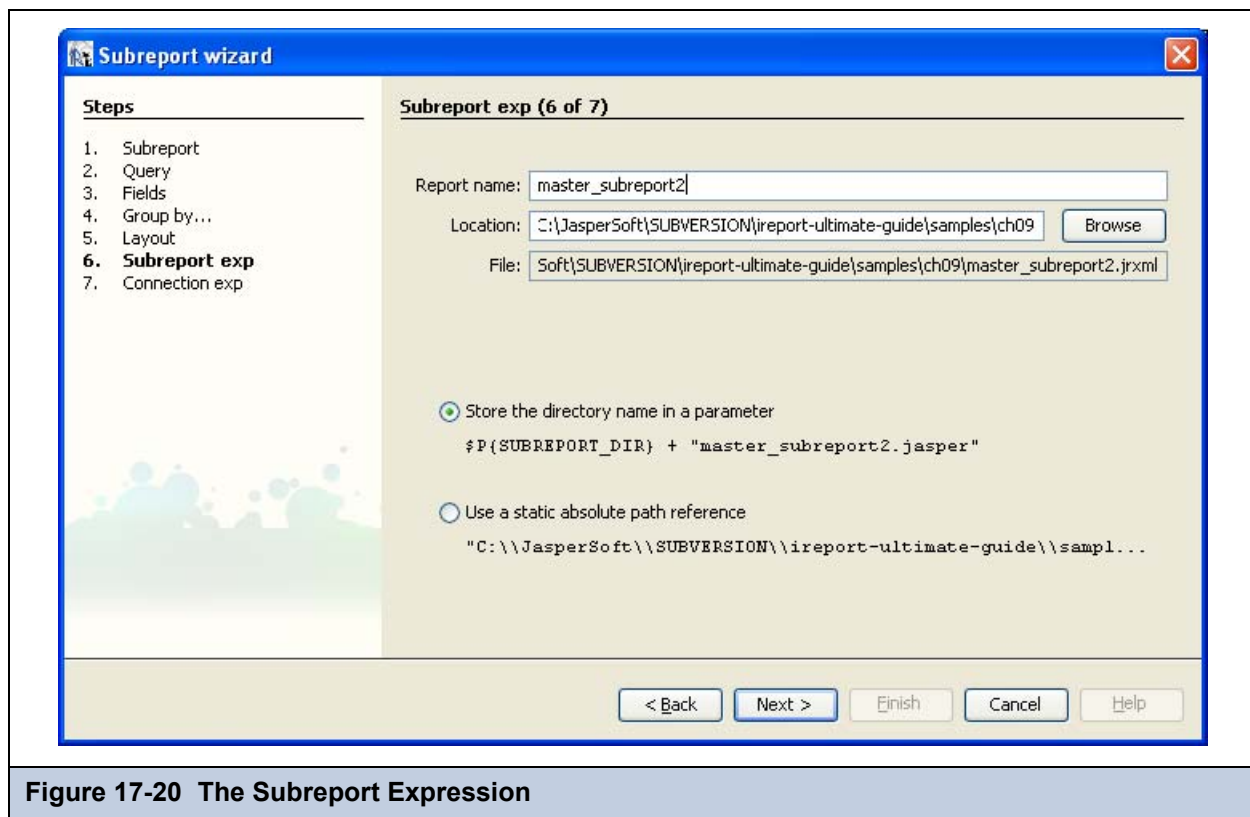 Subreport wizard
Steps
1. Subreport
2. Query
3. Fields
4. Group by...
5. Layout
6. Subreport exp
7. Connection exp
Subreport exp (6 of 7)
Report name: master_subreport2
Location: C:\JasperSoft\SUBVERSION\ireport-ultimate-guide\samples\ch09 Browse
File: Soft\SUBVERSION\ireport-ultimate-guide\samples\ch09\master_subreport2.jrxml
Store the directory name in a parameter
$P{SUBREPORT_DIR} + "master_subreport2.jasper"
Use a static absolute path reference
"C:\\JasperSoft\\SUBVERSION\\ireport-ultimate-guide\\sampl...
< Back Next > Finish Cancel Help
Figure 17-20 The Subreport Expression